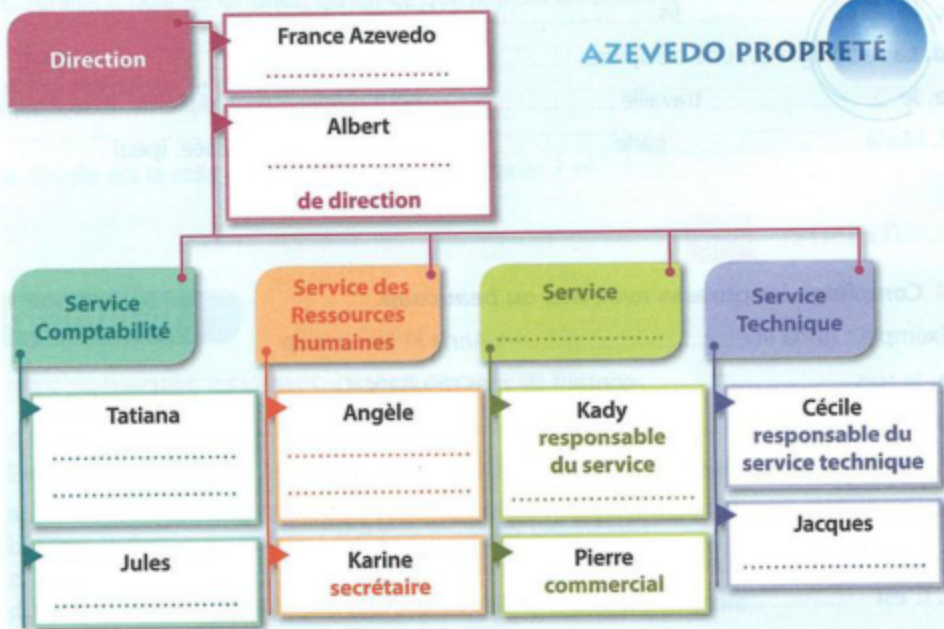 Direction
France Azevedo
........................
AZEVEDO PROPRETÉ
Albert
........................
de direction
Service
Comptabilité
Service des
Ressources
humaines
Service
........................
Service
Technique
Tatiana
........................
........................
Angèle
........................
........................
Kady
responsable
du service
........................
Cécile
responsable du
service technique
Jules
........................
Karine
secrétaire
Pierre
commercial
Jacques
........................